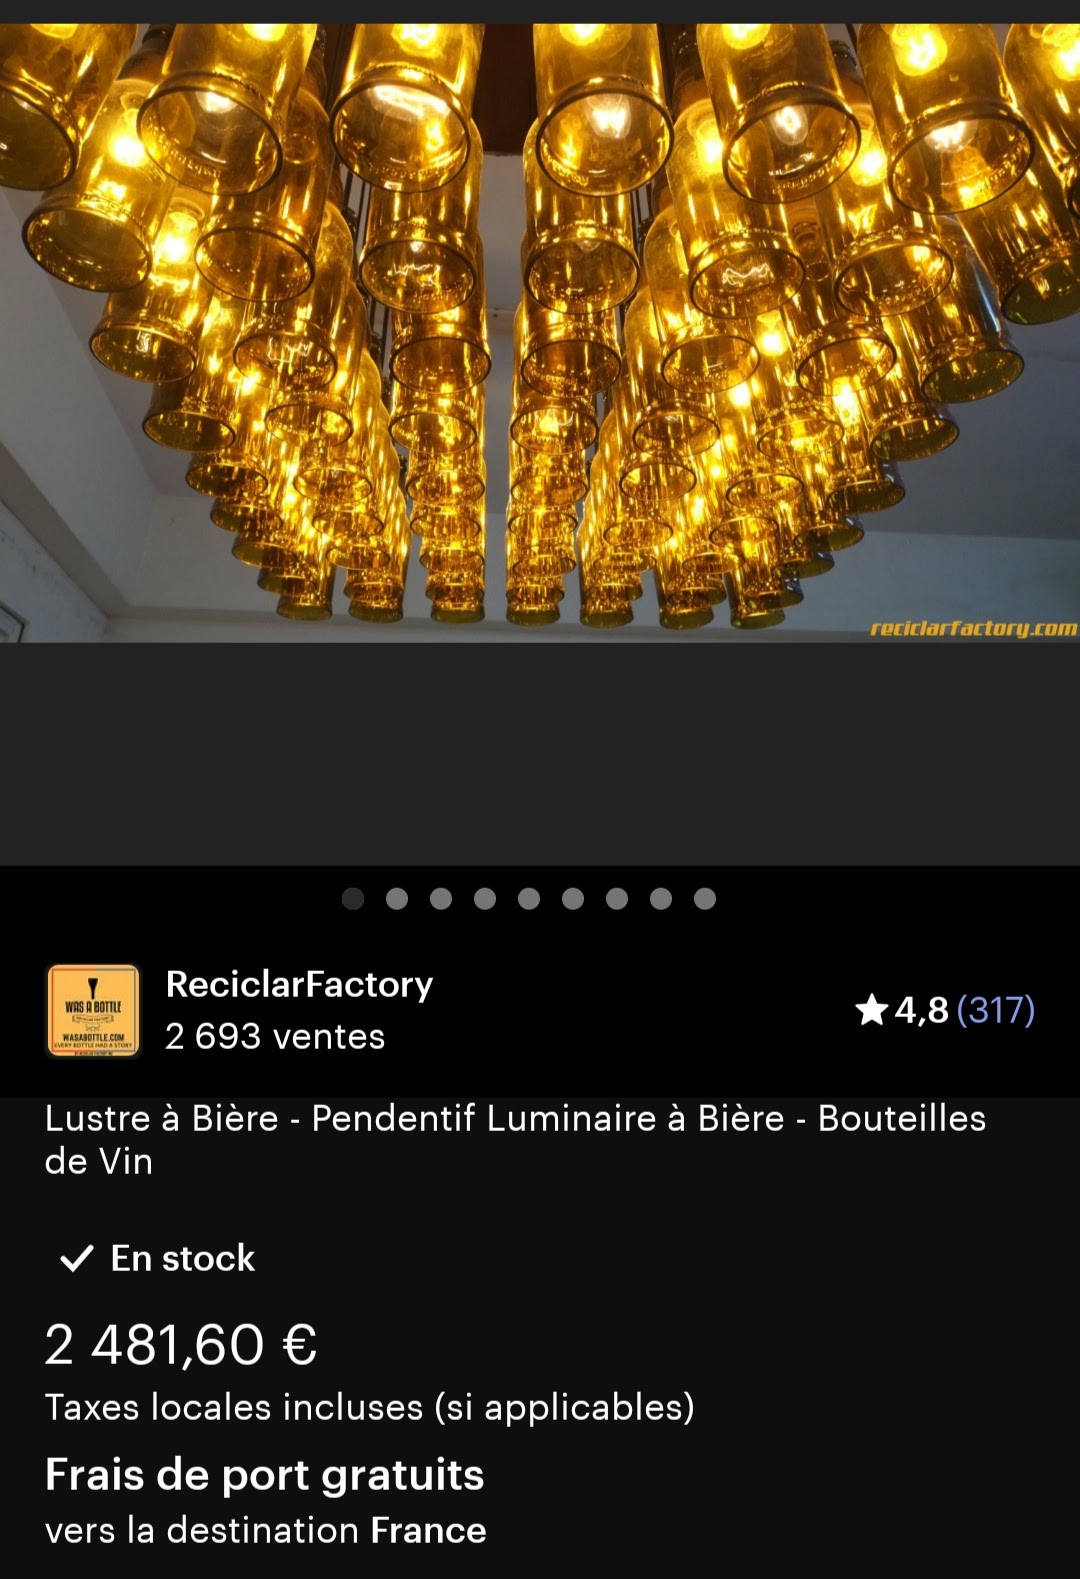 reciclarfactory.com
WAS A BOTTLE
WASABOTTLE.COM
EVERY BOTTLE HAD A STORY
ReciclarFactory
2 693 ventes
4,8 (317)
Lustre à Bière - Pendentif Luminaire à Bière - Bouteilles
de Vin
En stock
2 481,60 €
Taxes locales incluses (si applicables)
Frais de port gratuits
vers la destination France